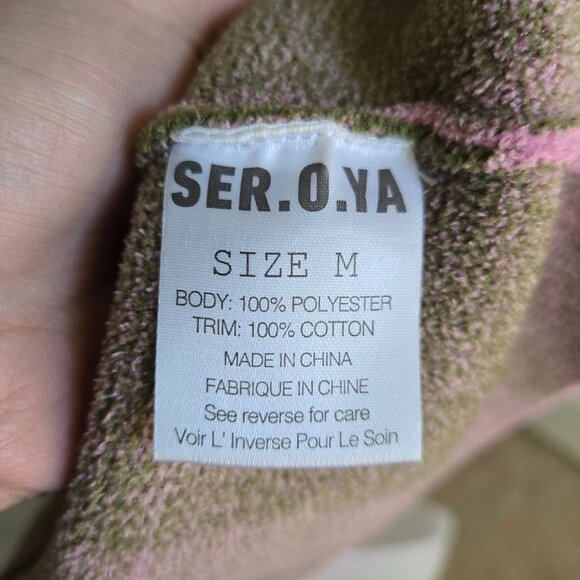 SER.O.YA
SIZE M
BODY: 100% POLYESTER
TRIM: 100% COTTON
MADE IN CHINA
FABRIQUE IN CHINE
See reverse for care
Voir L' Inverse Pour Le Soin